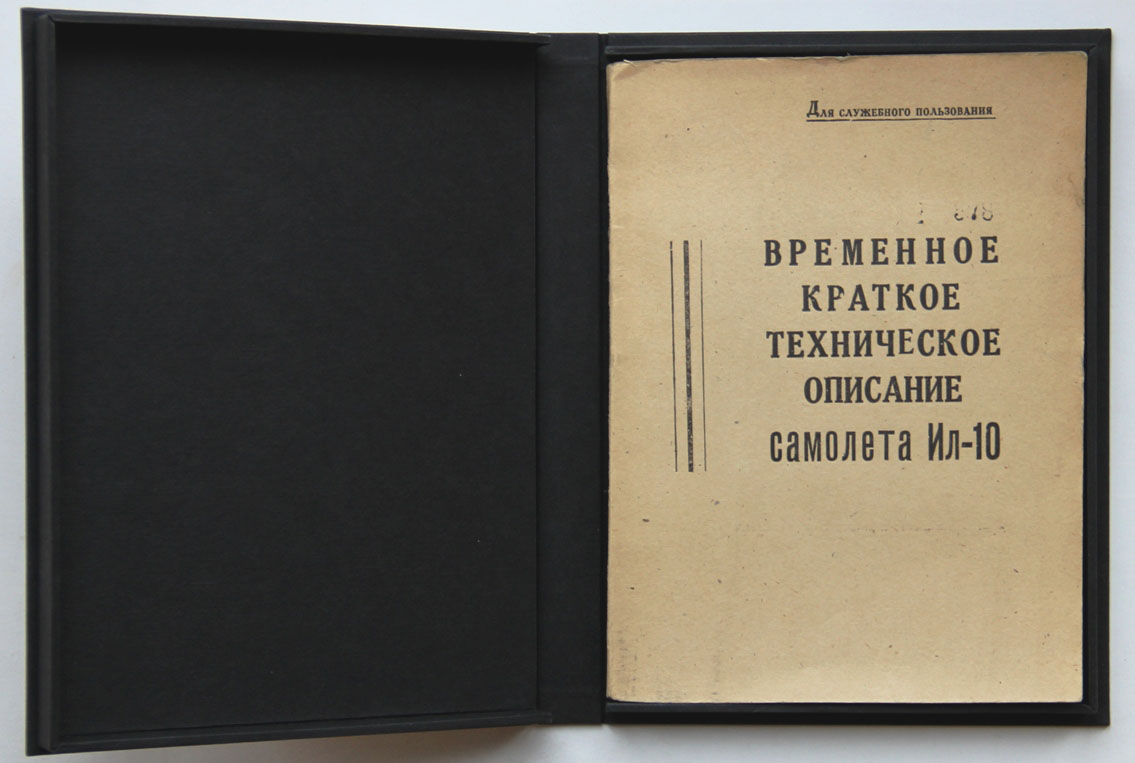 Для служебного пользования
ВРЕМЕННОЕ
КРАТКОЕ
ТЕХНИЧЕСКОЕ
ОПИСАНИЕ
самолета Ил-10